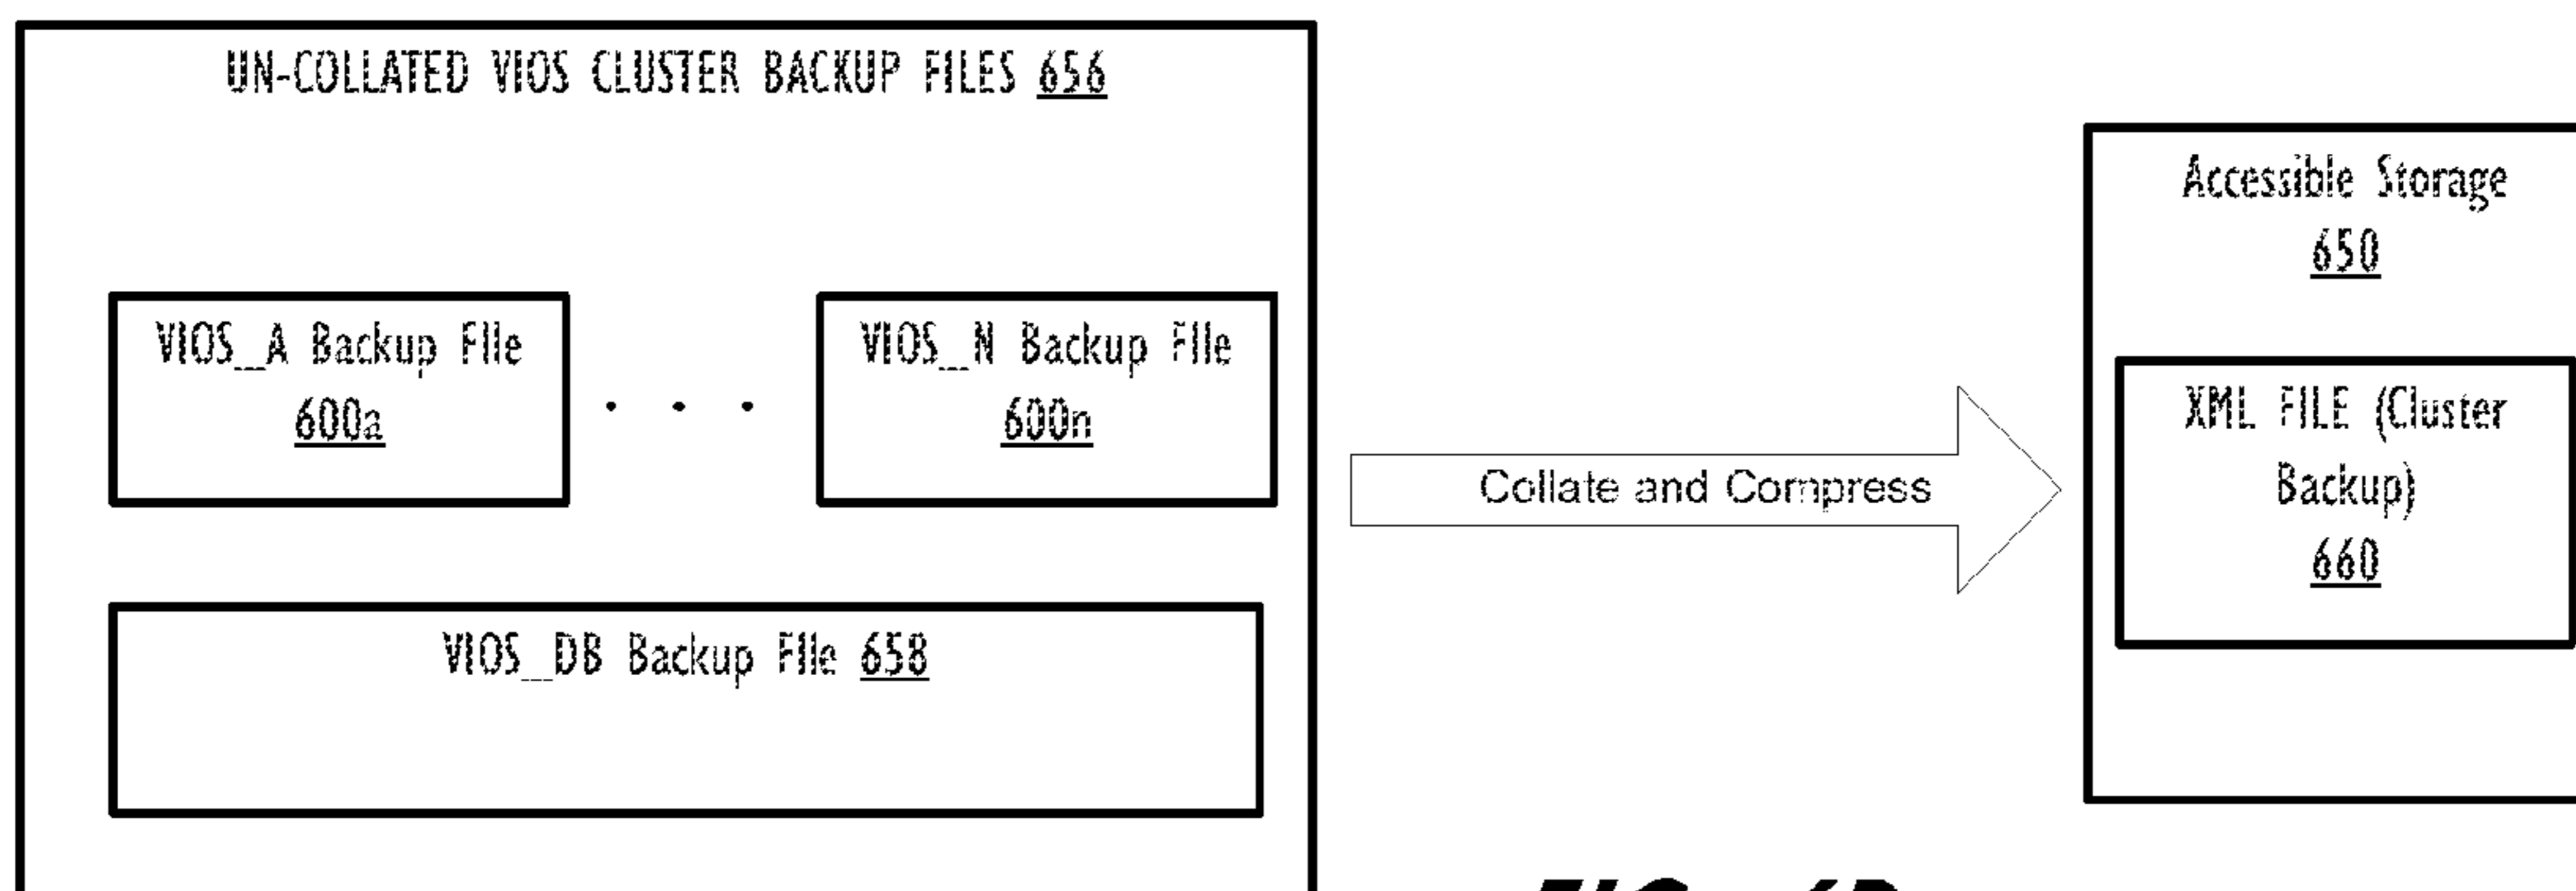 UN-COLLATED VIOS CLUSTER BACKUP FILES 656
VIOS_A Backup File
600a
. . .
VIOS_N Backup File
600n
VIOS_DB Backup File 658
Collate and Compress
Accessible Storage
650
XML FILE (Cluster
Backup)
660